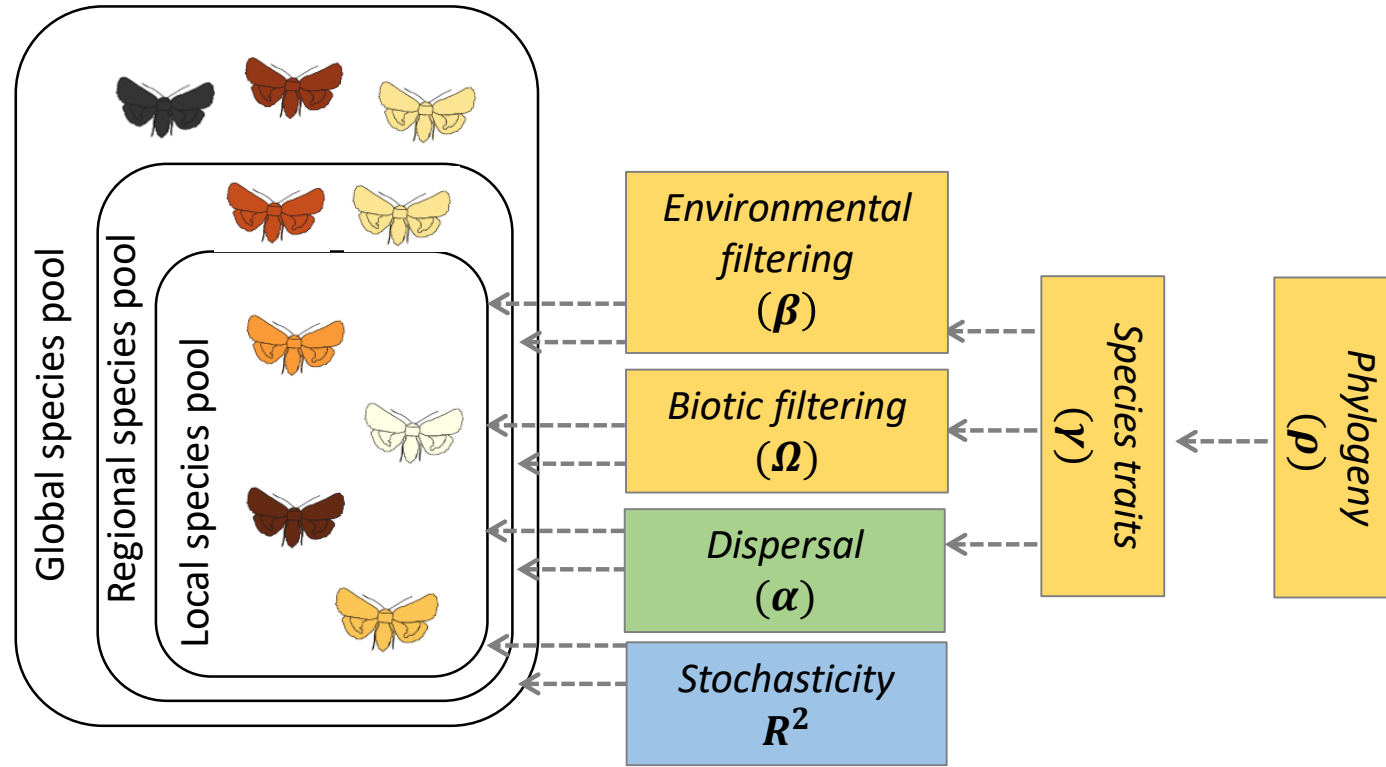 Global species pool
Regional species pool
Local species pool
Environmental
filtering
(β)
Biotic filtering
(Ω)
Dispersal
(α)
Stochasticity
R²
Species traits
(γ)
Phylogeny
(ρ)